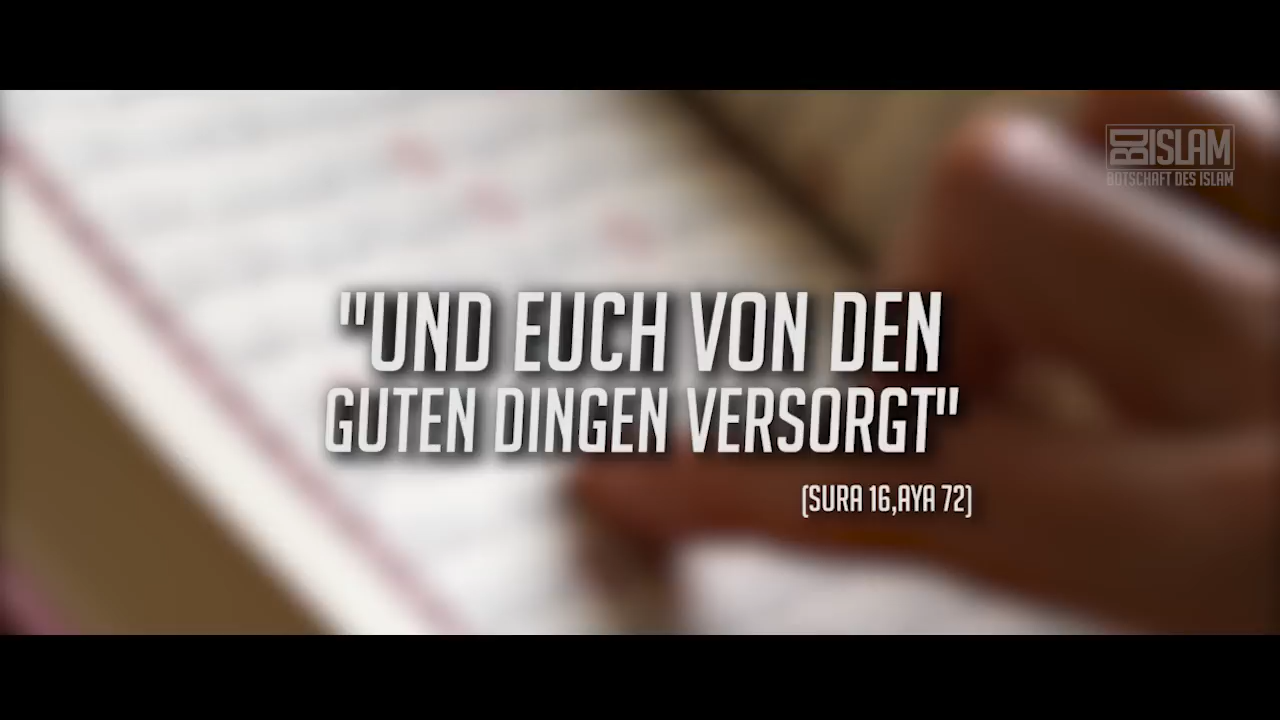 BDISLAM
BOTSCHAFT DES ISLAM
"UND EUCH VON DEN
GUTEN DINGEN VERSORGT"
(SURA 16,AYA 72)